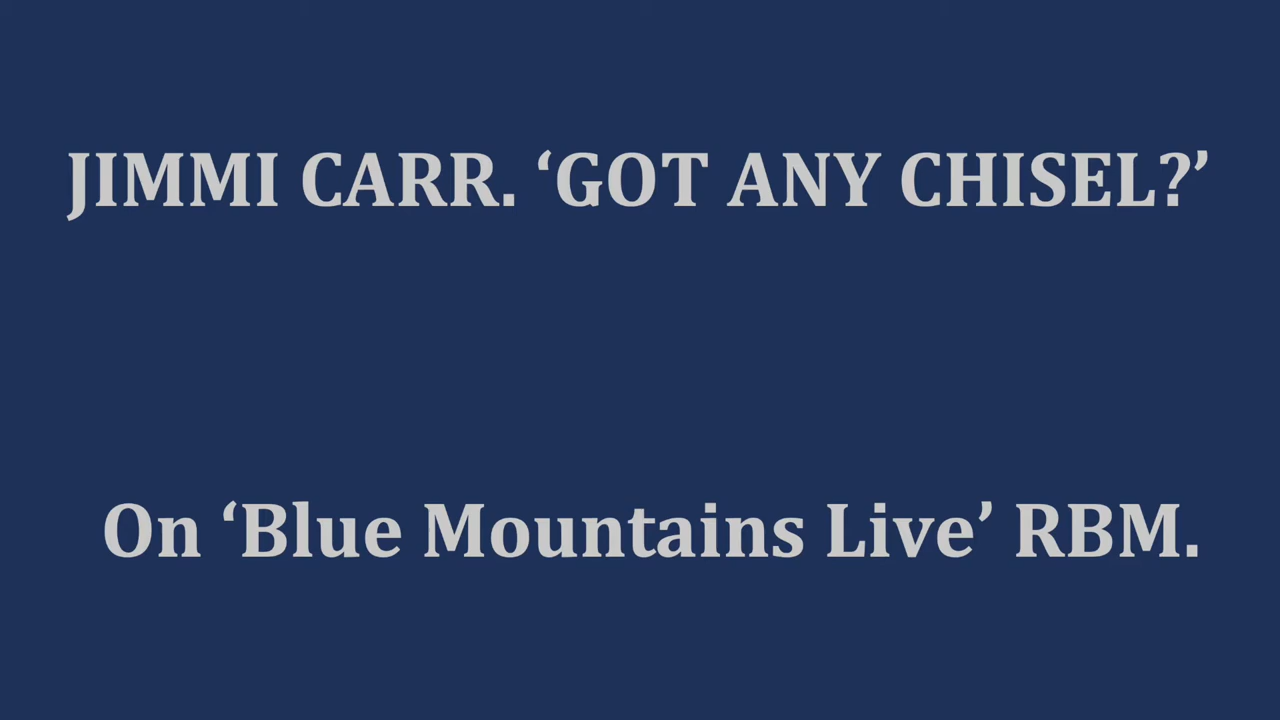 JIMMI CARR. ‘GOT ANY CHISEL?’
On ‘Blue Mountains Live’ RBM.